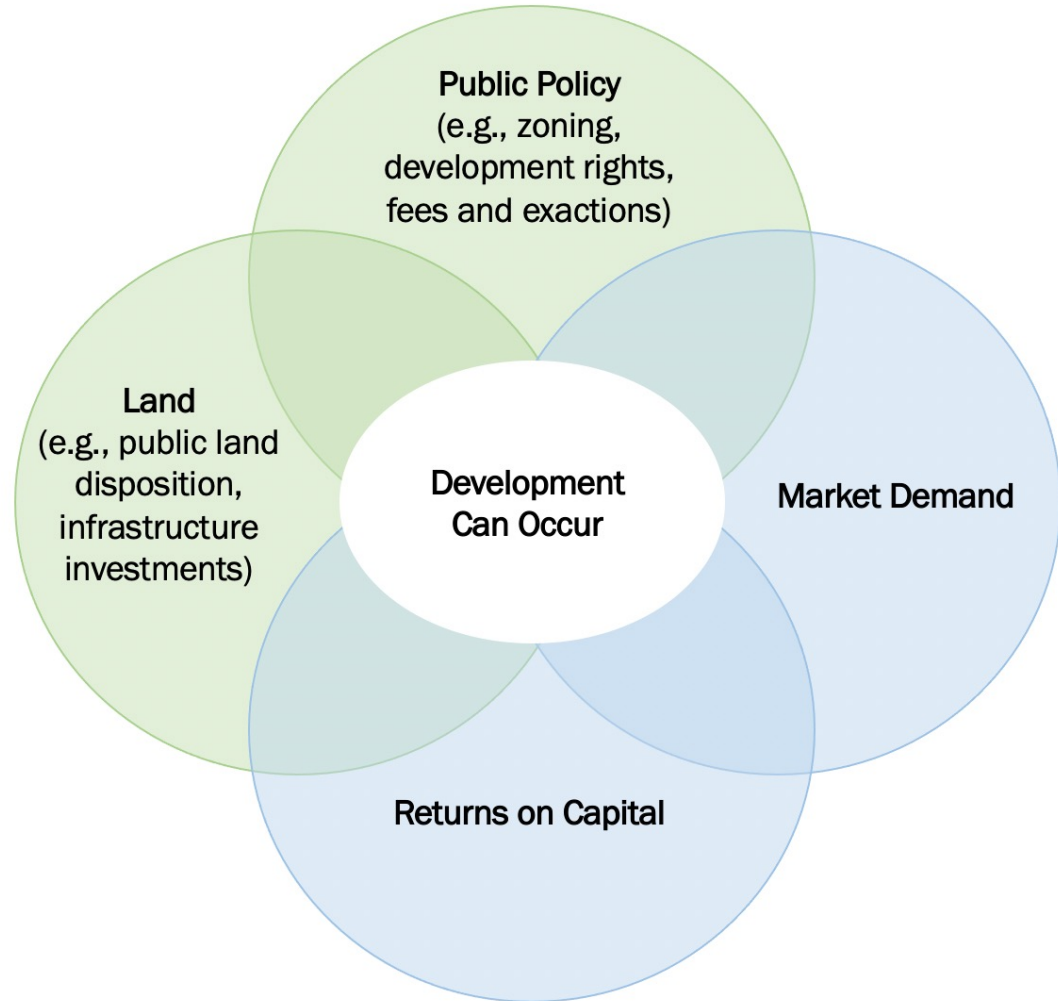 Public Policy
(e.g., zoning,
development rights,
fees and exactions)
Land
(e.g., public land
disposition,
infrastructure
investments)
Development
Can Occur
Market Demand
Returns on Capital